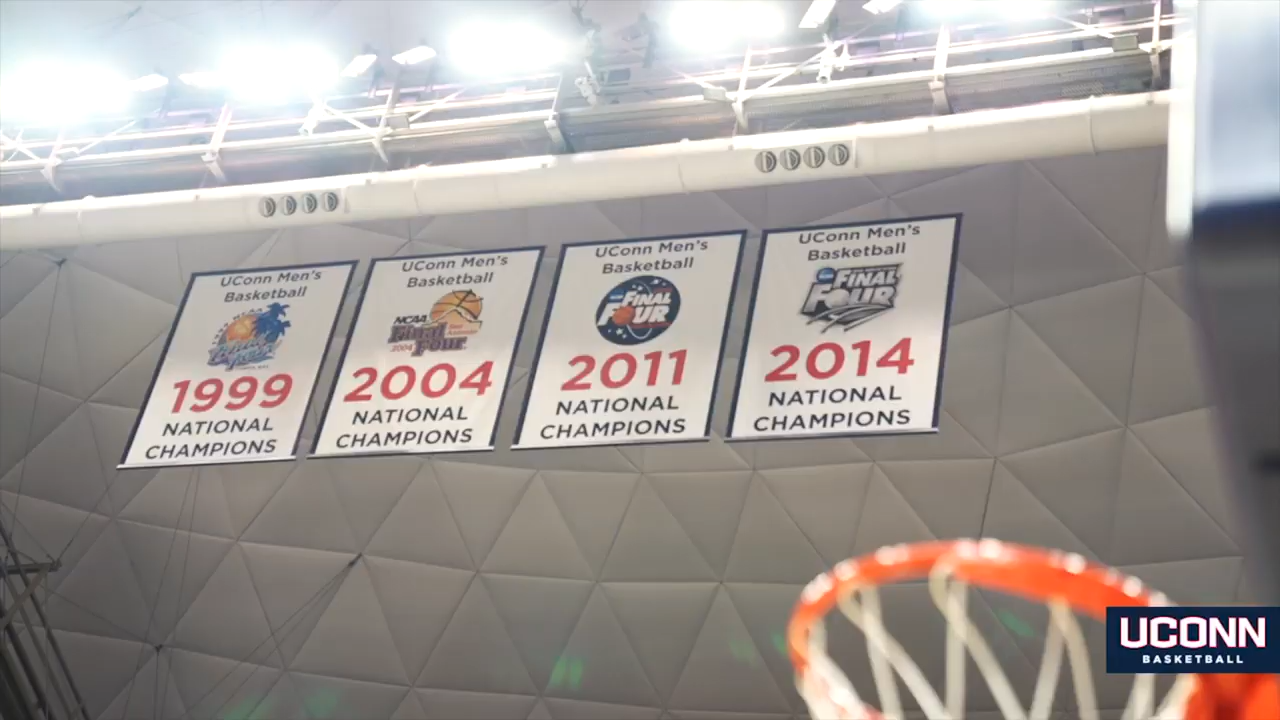 UConn Men's
Basketball
1999
NATIONAL
CHAMPIONS
UConn Men's
Basketball
NCAA
Final
2004 Four
2004
NATIONAL
CHAMPIONS
UConn Men's
Basketball
FINAL
FOUR
2011
NATIONAL
CHAMPIONS
UConn Men's
Basketball
FINAL
FOUR
2014
NATIONAL
CHAMPIONS
UCONN
BASKETBALL